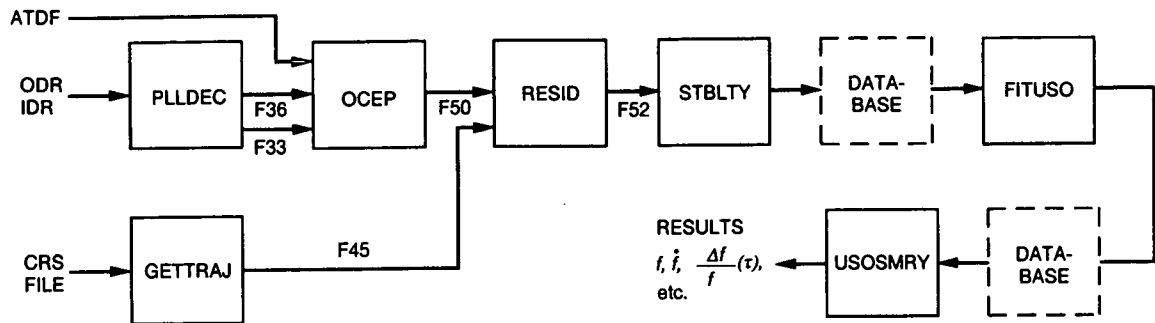 ATDF
ODR
IDR
PLLDEC
F36
F33
OCEP
F50
RESID
F52
STBLTY
DATA-
BASE
FITUSO
CRS
FILE
GETTRAJ
F45
RESULTS
f, ḟ, Δf/f (τ),
etc.
USOSMRY
DATA-
BASE